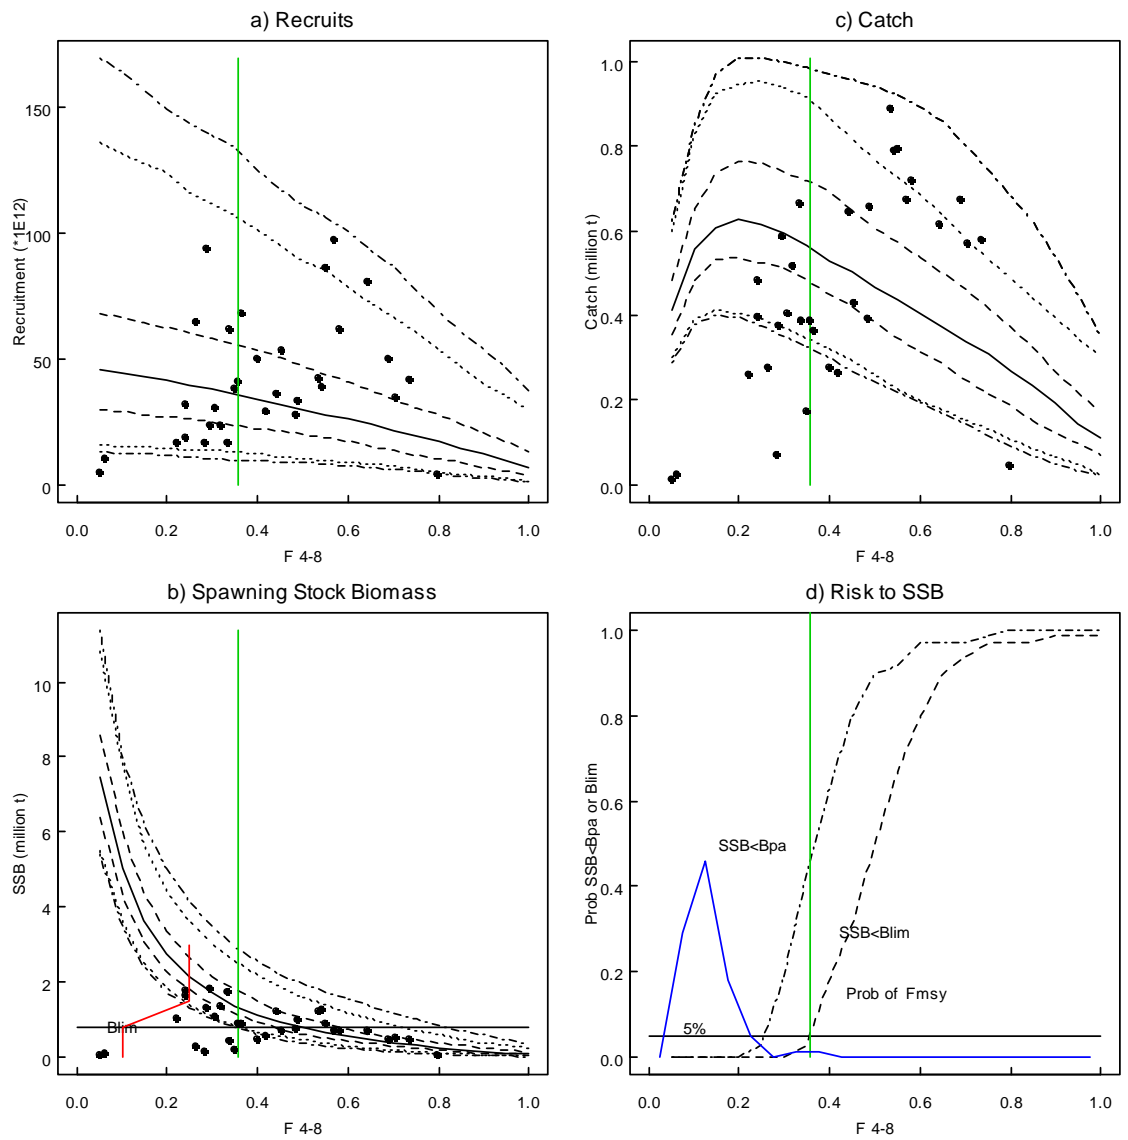 a) Recruits
Recruitment (*1E12)
150
100
50
0
0.0 0.2 0.4 0.6 0.8 1.0
F 4-8
c) Catch
Catch (million t)
1.0
0.8
0.6
0.4
0.2
0.0
0.0 0.2 0.4 0.6 0.8 1.0
F 4-8
b) Spawning Stock Biomass
SSB (million t)
10
8
6
4
2
0
Blim
0.0 0.2 0.4 0.6 0.8 1.0
F 4-8
d) Risk to SSB
Prob SSB<Bpa or Blim
1.0
0.8
0.6
0.4
0.2
0.0
SSB<Bpa
SSB<Blim
Prob of Fmsy
5%
0.0 0.2 0.4 0.6 0.8 1.0
F 4-8